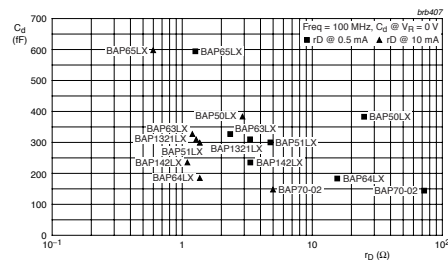 brb407
Cd
(fF)
700
600
500
400
300
200
100
0
Freq = 100 MHz, Cd @ VR = 0 V
■ rD @ 0.5 mA ▲ rD @ 10 mA
BAP65LX
BAP65LX
BAP50LX
BAP50LX
BAP63LX
BAP63LX
BAP1321LX
BAP1321LX
BAP51LX
BAP51LX
BAP142LX
BAP142LX
BAP64LX
BAP64LX
BAP70-02
BAP70-02
10⁻¹
1
10
10²
rD (Ω)